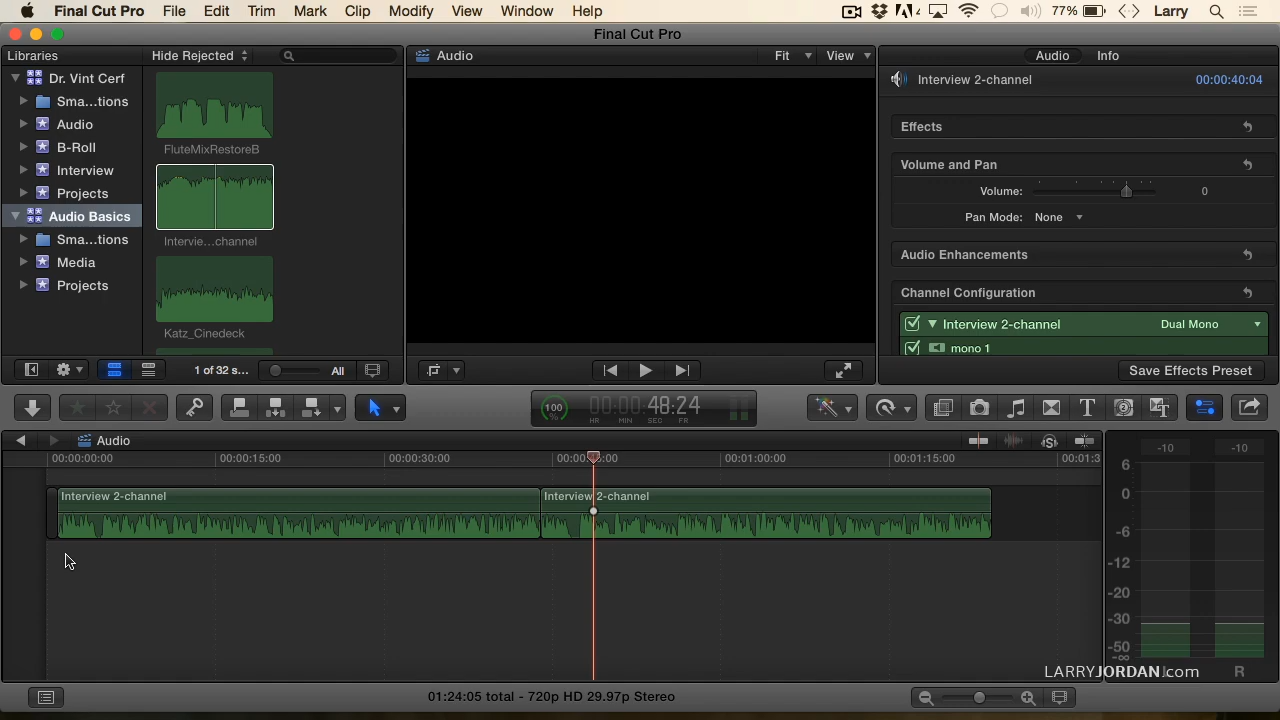 Final Cut Pro File Edit Trim Mark Clip Modify View Window Help 77% Larry
Final Cut Pro
Libraries Hide Rejected Audio Fit View Audio Info
Dr. Vint Cerf
Sma...tions
Audio
B-Roll
Interview
Projects
Audio Basics
Sma...tions
Media
Projects
FluteMixRestoreB
Intervie...channel
Katz_Cinedeck
1 of 32 s... All
Interview 2-channel 00:00:40:04
Effects
Volume and Pan
Volume: 0
Pan Mode: None
Audio Enhancements
Channel Configuration
Interview 2-channel Dual Mono
mono 1
Save Effects Preset
100 % 00:00:48:24
HR MIN SEC FR
Audio
00:00:00:00 00:00:15:00 00:00:30:00 00:01:00:00 00:01:15:00 00:01:3
Interview 2-channel Interview 2-channel
-10 -10
6
0
-6
-12
-20
-30
-50
-∞
LARRYJORDAN.com
R
01:24:05 total - 720p HD 29.97p Stereo